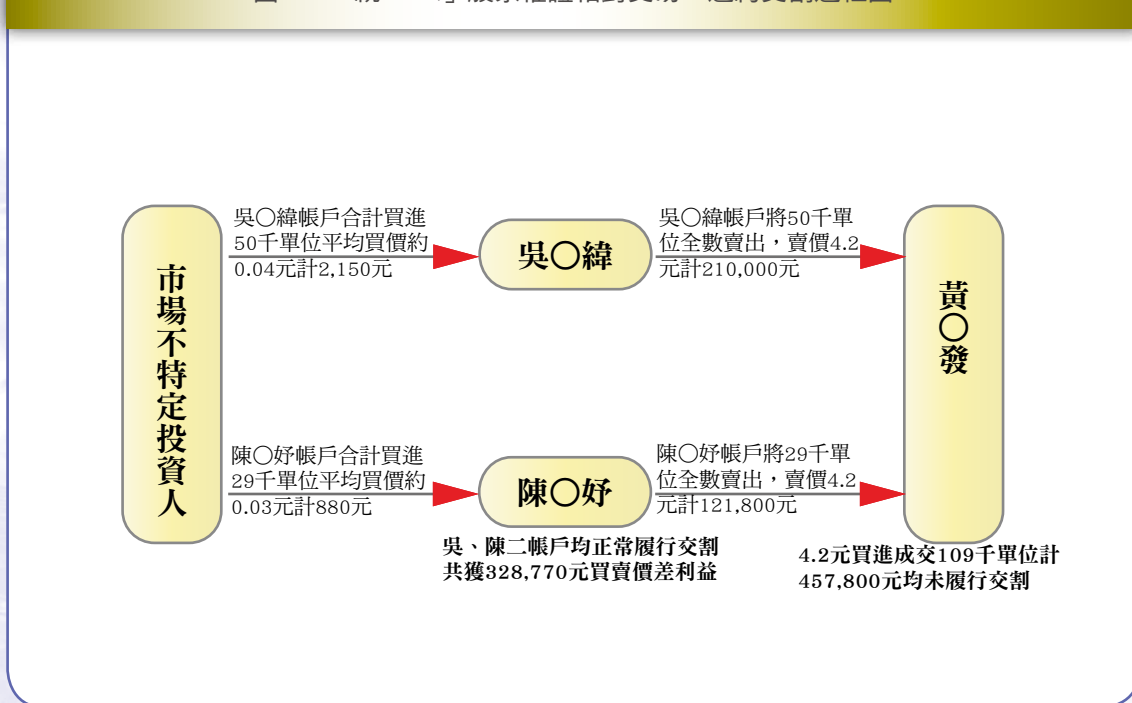 市場不特定投資人
吳〇緯帳戶合計買進
50千單位平均買價約
0.04元計2,150元
吳〇緯
吳〇緯帳戶將50千單
位全數賣出，賣價4.2
元計210,000元
黃〇發
陳〇妤帳戶合計買進
29千單位平均買價約
0.03元計880元
陳〇妤
陳〇妤帳戶將29千單
位全數賣出，賣價4.2
元計121,800元
吳、陳二帳戶均正常履行交割
共獲328,770元買賣價差利益
4.2元買進成交109千單位計
457,800元均未履行交割